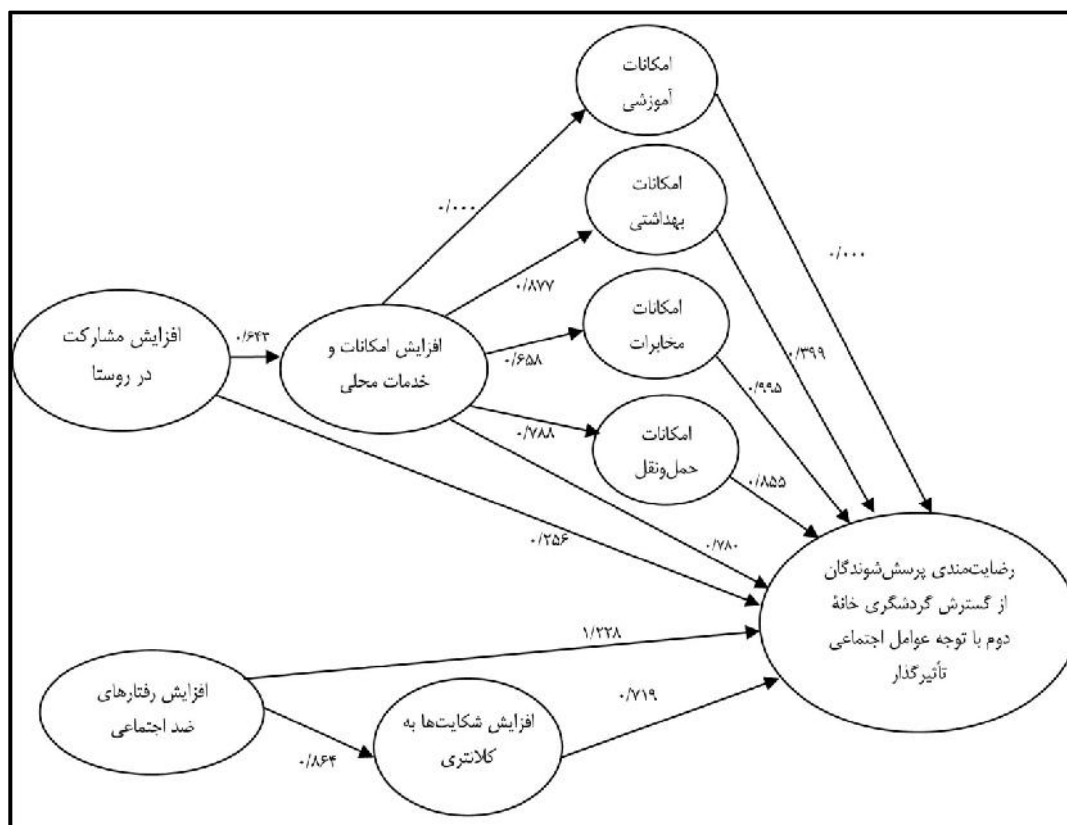 امکانات
آموزشی
امکانات
بهداشتی
۰/۰۰۰
۰/۸۷۷
۰/۰۰۰
امکانات
مخابرات
افزایش مشارکت
در روستا
۰/۶۴۳
افزایش امکانات و
خدمات محلی
۰/۶۵۸
۰/۳۹۹
۰/۹۹۵
امکانات
حمل‌ونقل
۰/۷۸۸
۰/۸۵۵
۰/۲۵۶
۰/۷۸۰
رضایت‌مندی پرسش‌شوندگان
از گسترش گردشگری خانهٔ
دوم با توجه عوامل اجتماعی
تأثیرگذار
۱/۲۲۸
افزایش رفتارهای
ضد اجتماعی
۰/۷۱۹
افزایش شکایت‌ها به
کلانتری
۰/۸۶۴